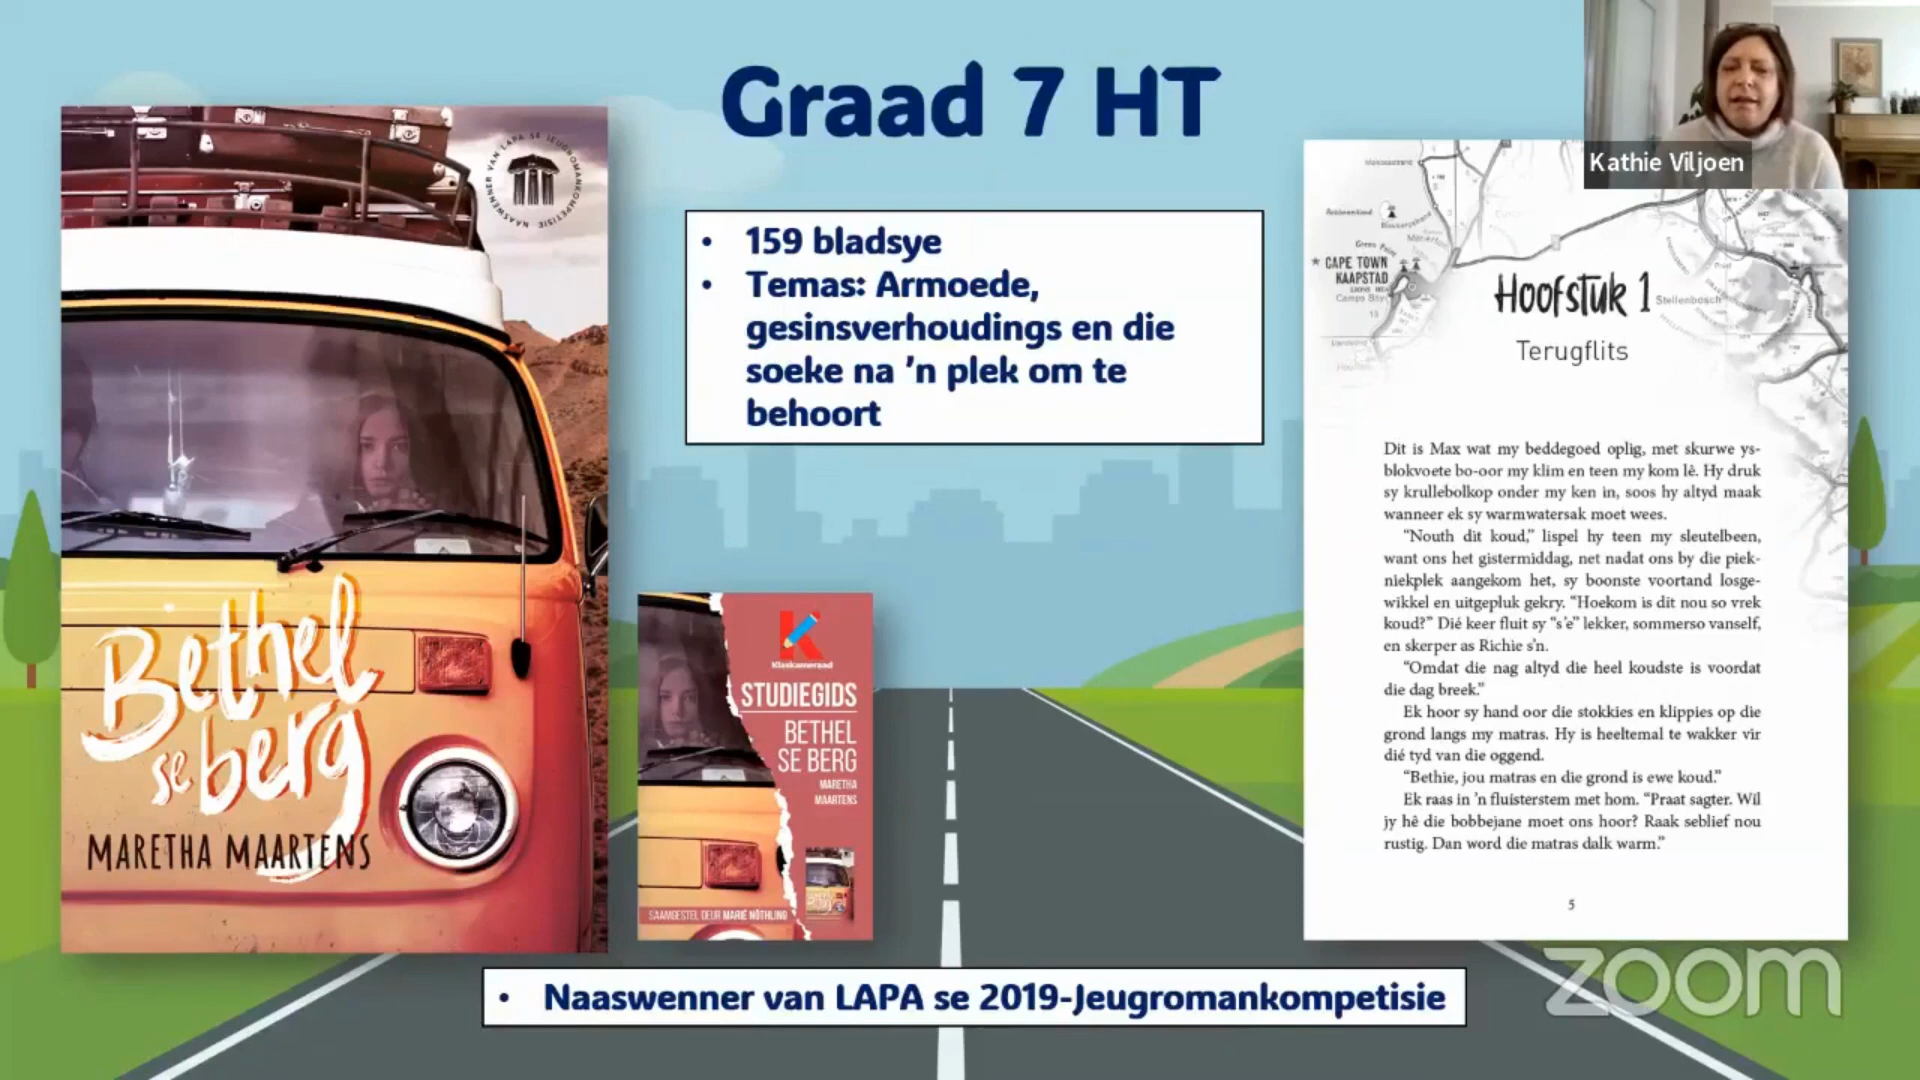 Graad 7 HT
Kathie Viljoen
NAASWENNER VAN LAPA SE JEUGROMANKOMPETISIE
• 159 bladsye
• Temas: Armoede,
gesinsverhoudings en die
soeke na ’n plek om te
behoort
Bethel
se berg
MARETHA MAARTENS
K
Klaskameraad
STUDIEGIDS
BETHEL
SE BERG
MARETHA
MAARTENS
SAAMGESTEL DEUR MARIÉ NÖTHLING
CAPE TOWN
KAAPSTAD
Camps Bay
Stellenbosch
Hoofstuk 1
Terugflits
Dit is Max wat my beddegoed oplig, met skurwe ys-
blokvoete bo-oor my klim en teen my kom lê. Hy druk
sy krullebolkop onder my ken in, soos hy altyd maak
wanneer ek sy warmwatersak moet wees.
“Nouth dit koud,” lispel hy teen my sleutelbeen,
want ons het gistermiddag, net nadat ons by die piek-
niekplek aangekom het, sy boonste voortand losge-
wikkel en uitgepluk gekry. “Hoekom is dit nou so vrek
koud?” Dié keer fluit sy “s’e” lekker, sommerso vanself,
en skerper as Richie s’n.
“Omdat die nag altyd die heel koudste is voordat
die dag breek.”
Ek hoor sy hand oor die stokkies en klippies op die
grond langs my matras. Hy is heeltemal te wakker vir
dié tyd van die oggend.
“Bethie, jou matras en die grond is ewe koud.”
Ek raas in ’n fluisterstem met hom. “Praat sagter. Wil
jy hê die bobbejane moet ons hoor? Raak seblief nou
rustig. Dan word die matras dalk warm.”
5
• Naaswenner van LAPA se 2019-Jeugromankompetisie
zoom